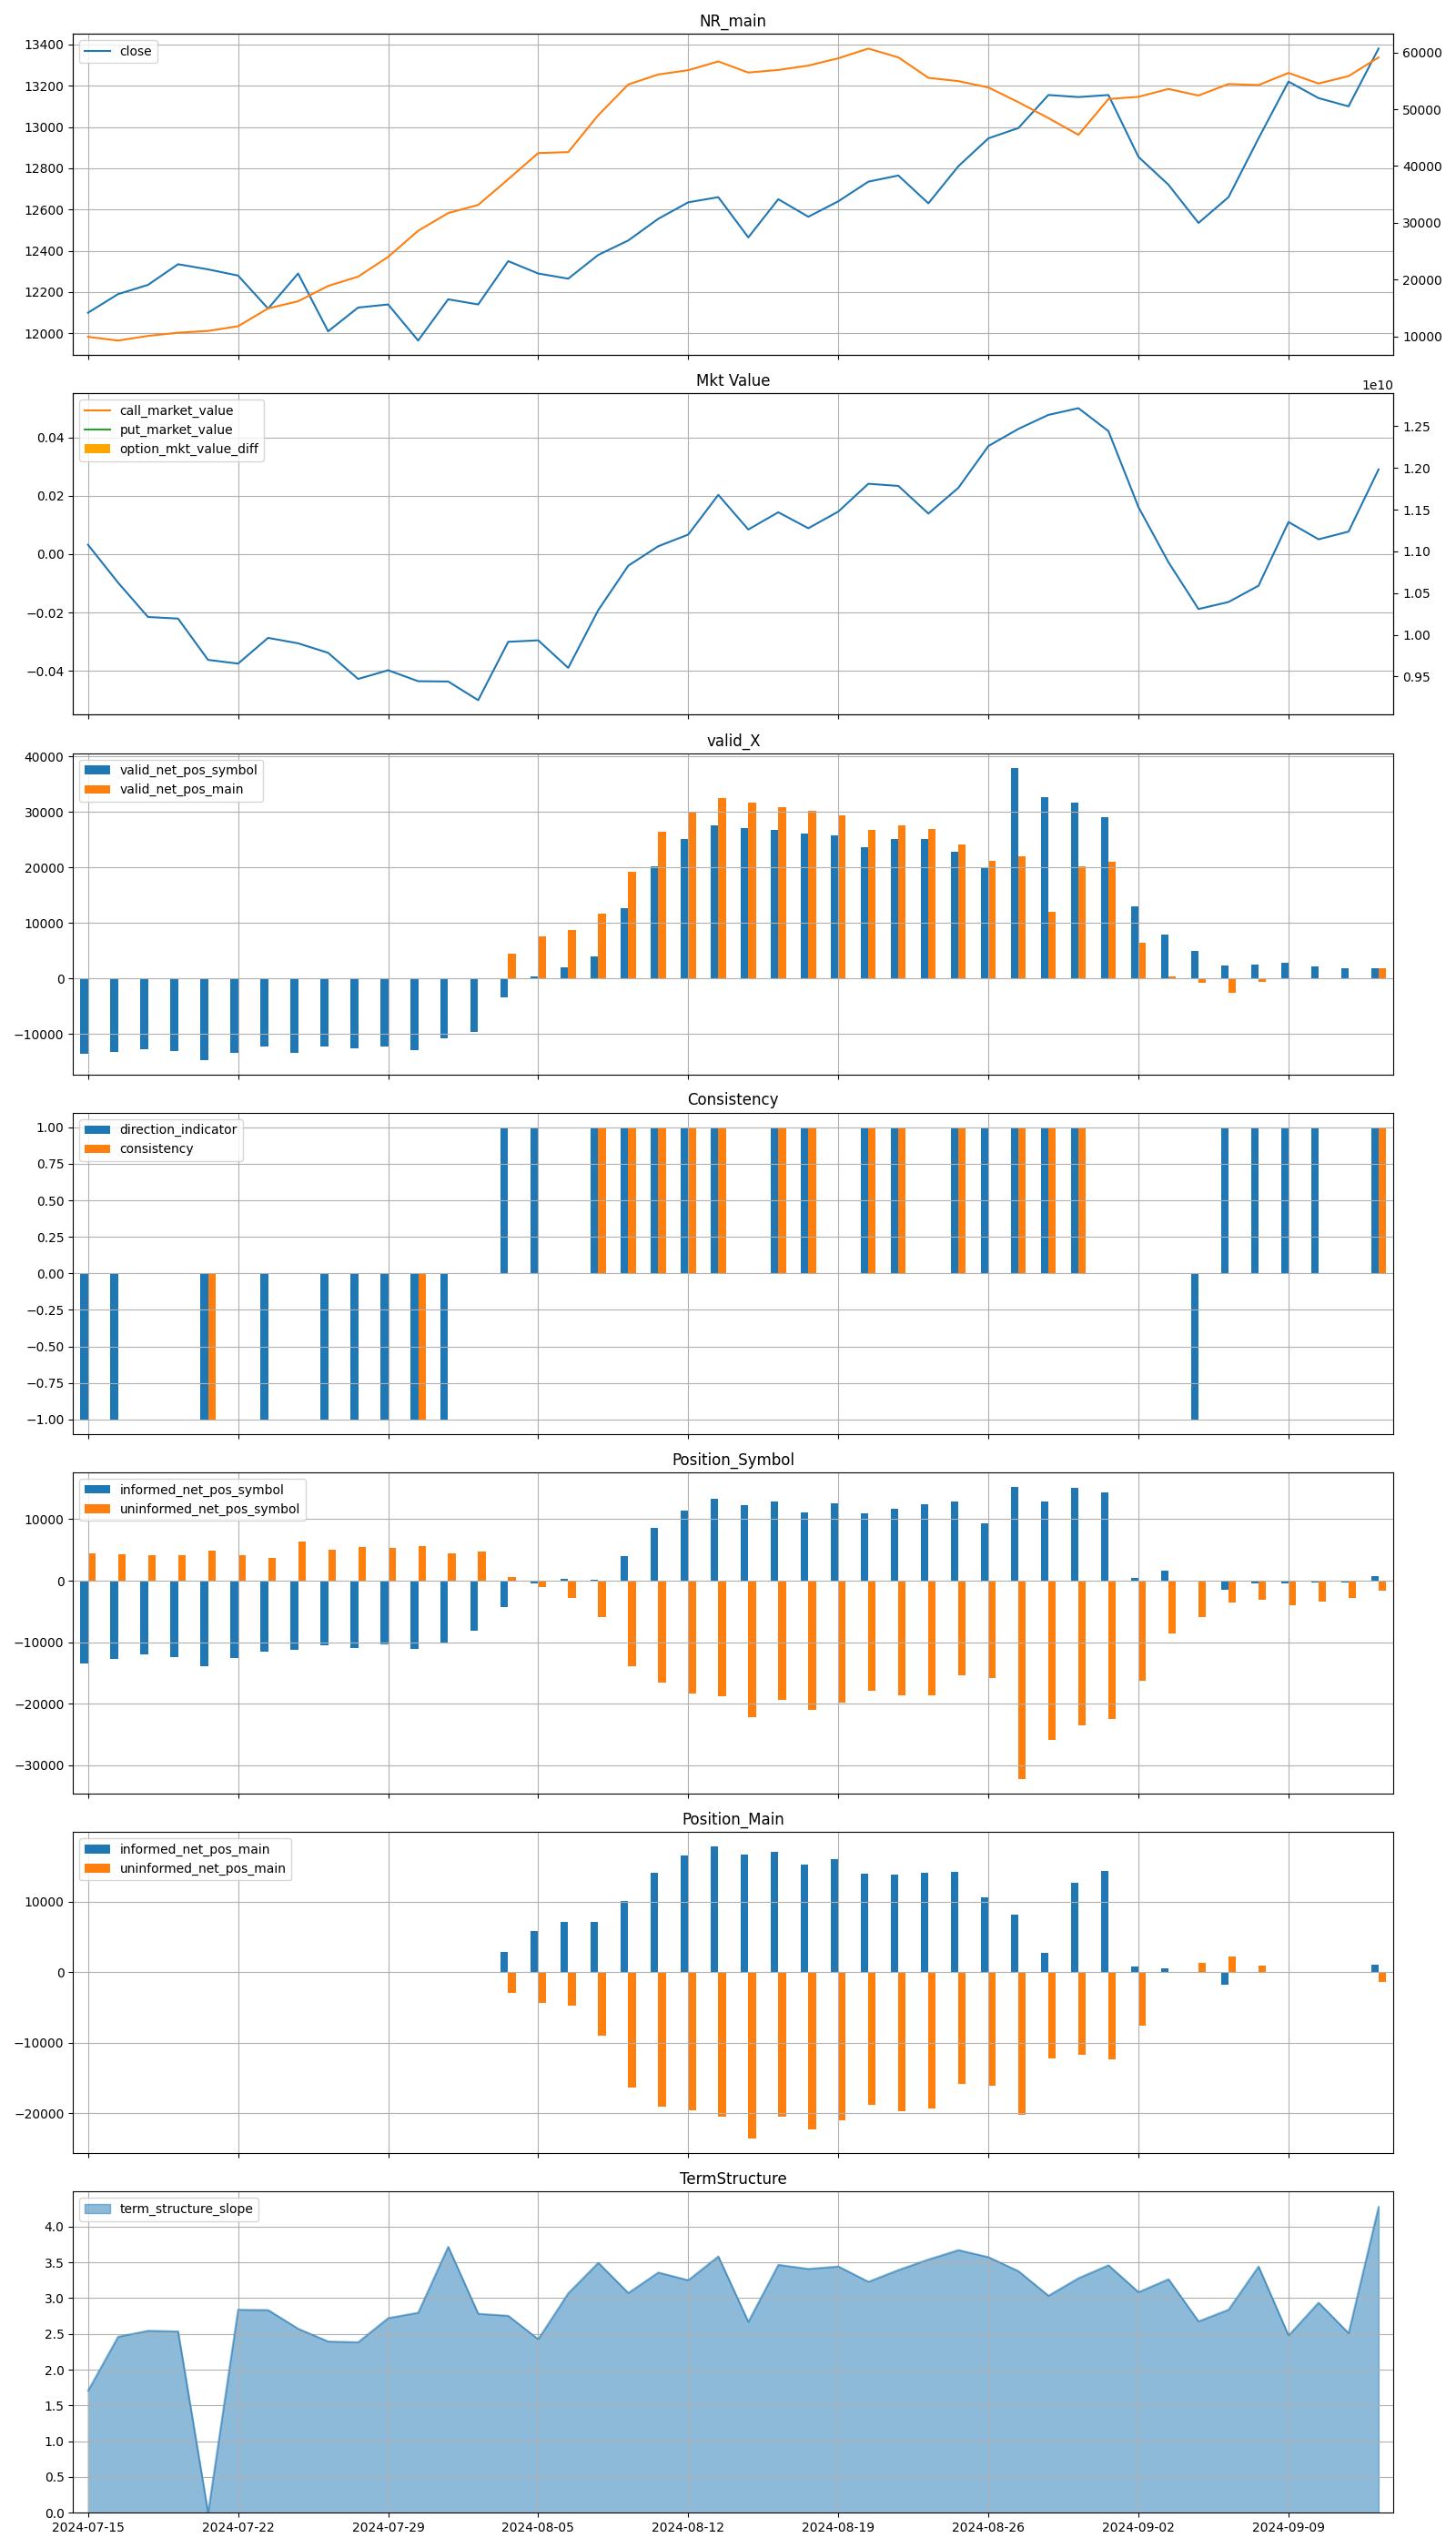 NR_main
close
13400
13200
13000
12800
12600
12400
12200
12000
60000
50000
40000
30000
20000
10000
Mkt Value
1e10
call_market_value
put_market_value
option_mkt_value_diff
0.04
0.02
0.00
−0.02
−0.04
1.25
1.20
1.15
1.10
1.05
1.00
0.95
valid_X
valid_net_pos_symbol
valid_net_pos_main
40000
30000
20000
10000
0
−10000
Consistency
direction_indicator
consistency
1.00
0.75
0.50
0.25
0.00
−0.25
−0.50
−0.75
−1.00
Position_Symbol
informed_net_pos_symbol
uninformed_net_pos_symbol
10000
0
−10000
−20000
−30000
Position_Main
informed_net_pos_main
uninformed_net_pos_main
10000
0
−10000
−20000
TermStructure
term_structure_slope
4.0
3.5
3.0
2.5
2.0
1.5
1.0
0.5
0.0
2024-07-15 2024-07-22 2024-07-29 2024-08-05 2024-08-12 2024-08-19 2024-08-26 2024-09-02 2024-09-09